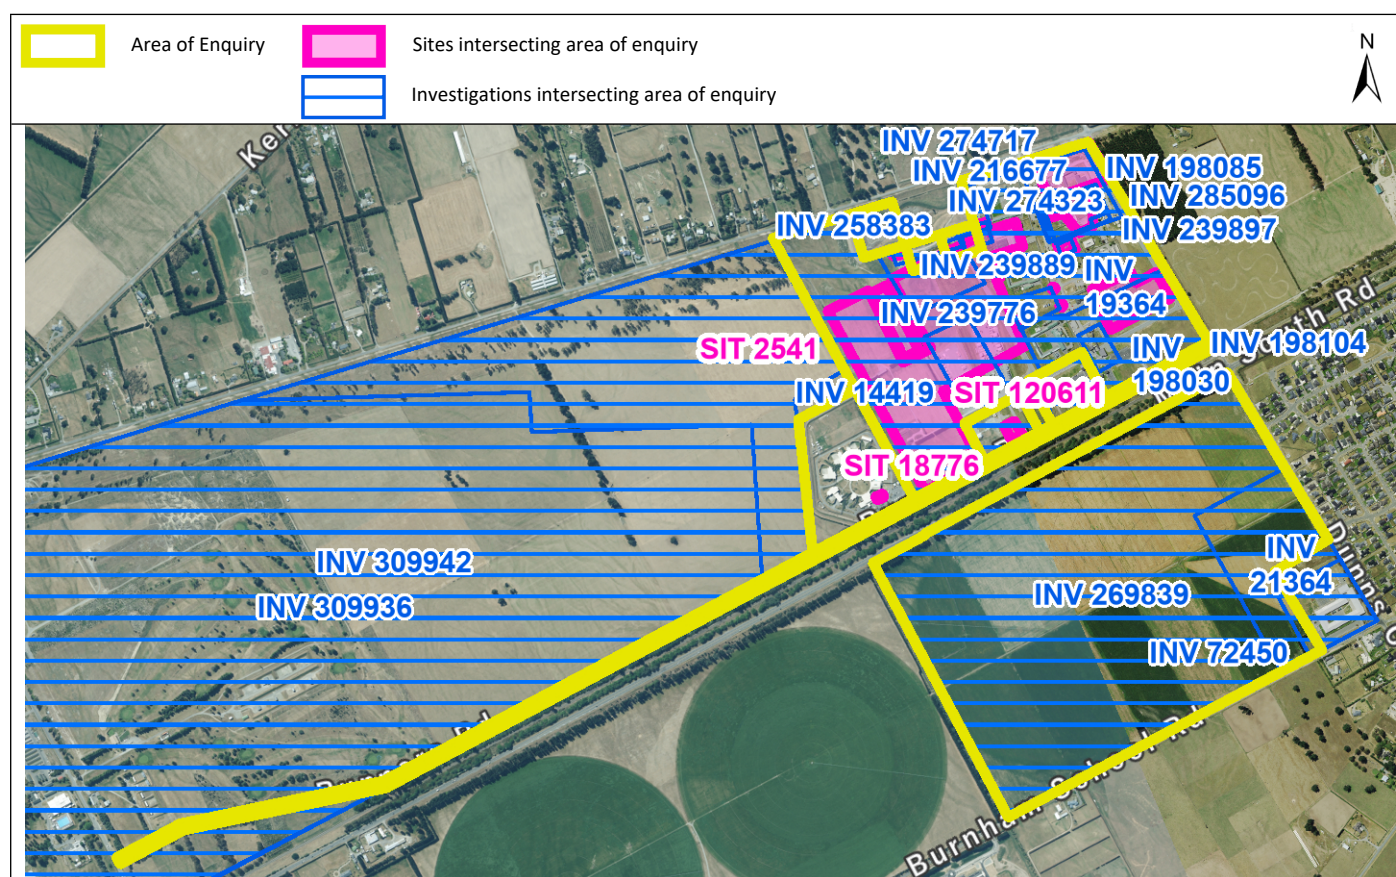 Area of Enquiry
Sites intersecting area of enquiry
Investigations intersecting area of enquiry
N
INV 274717
INV 216677
INV 198085
INV 274323
INV 285096
INV 258383
INV 239897
INV 239889
INV
19364
INV 239776
SIT 2541
INV 198104
INV
198030
INV 14419
SIT 120611
SIT 18776
INV 309942
INV 309936
INV
21364
INV 269839
INV 72450
Rd
Dunns
Burnham School Rd